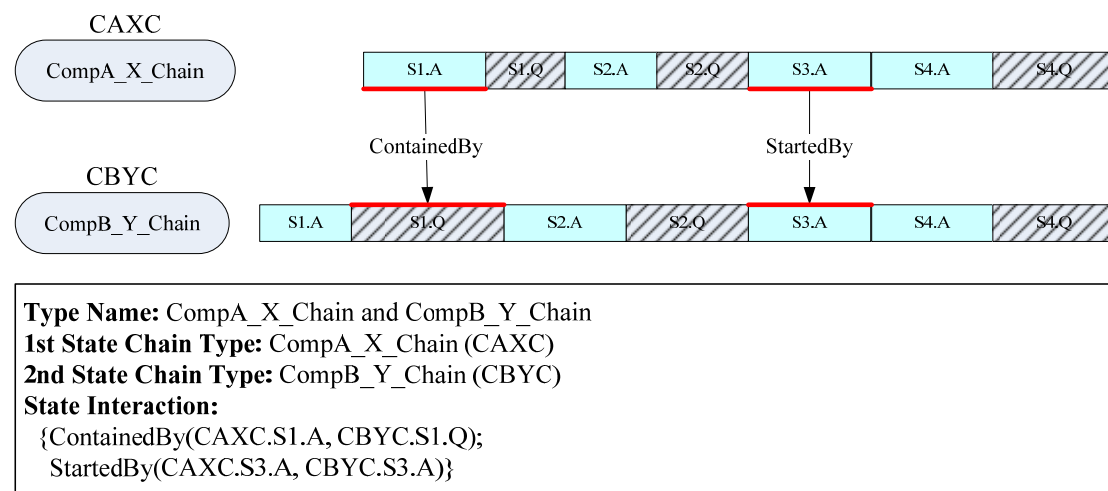 CAXC
CompA_X_Chain
S1.A S1.Q S2.A S2.Q S3.A S4.A S4.Q
ContainedBy StartedBy
CBYC
CompB_Y_Chain
S1.A S1.Q S2.A S2.Q S3.A S4.A S4.Q
Type Name: CompA_X_Chain and CompB_Y_Chain
1st State Chain Type: CompA_X_Chain (CAXC)
2nd State Chain Type: CompB_Y_Chain (CBYC)
State Interaction:
{ContainedBy(CAXC.S1.A, CBYC.S1.Q);
StartedBy(CAXC.S3.A, CBYC.S3.A)}